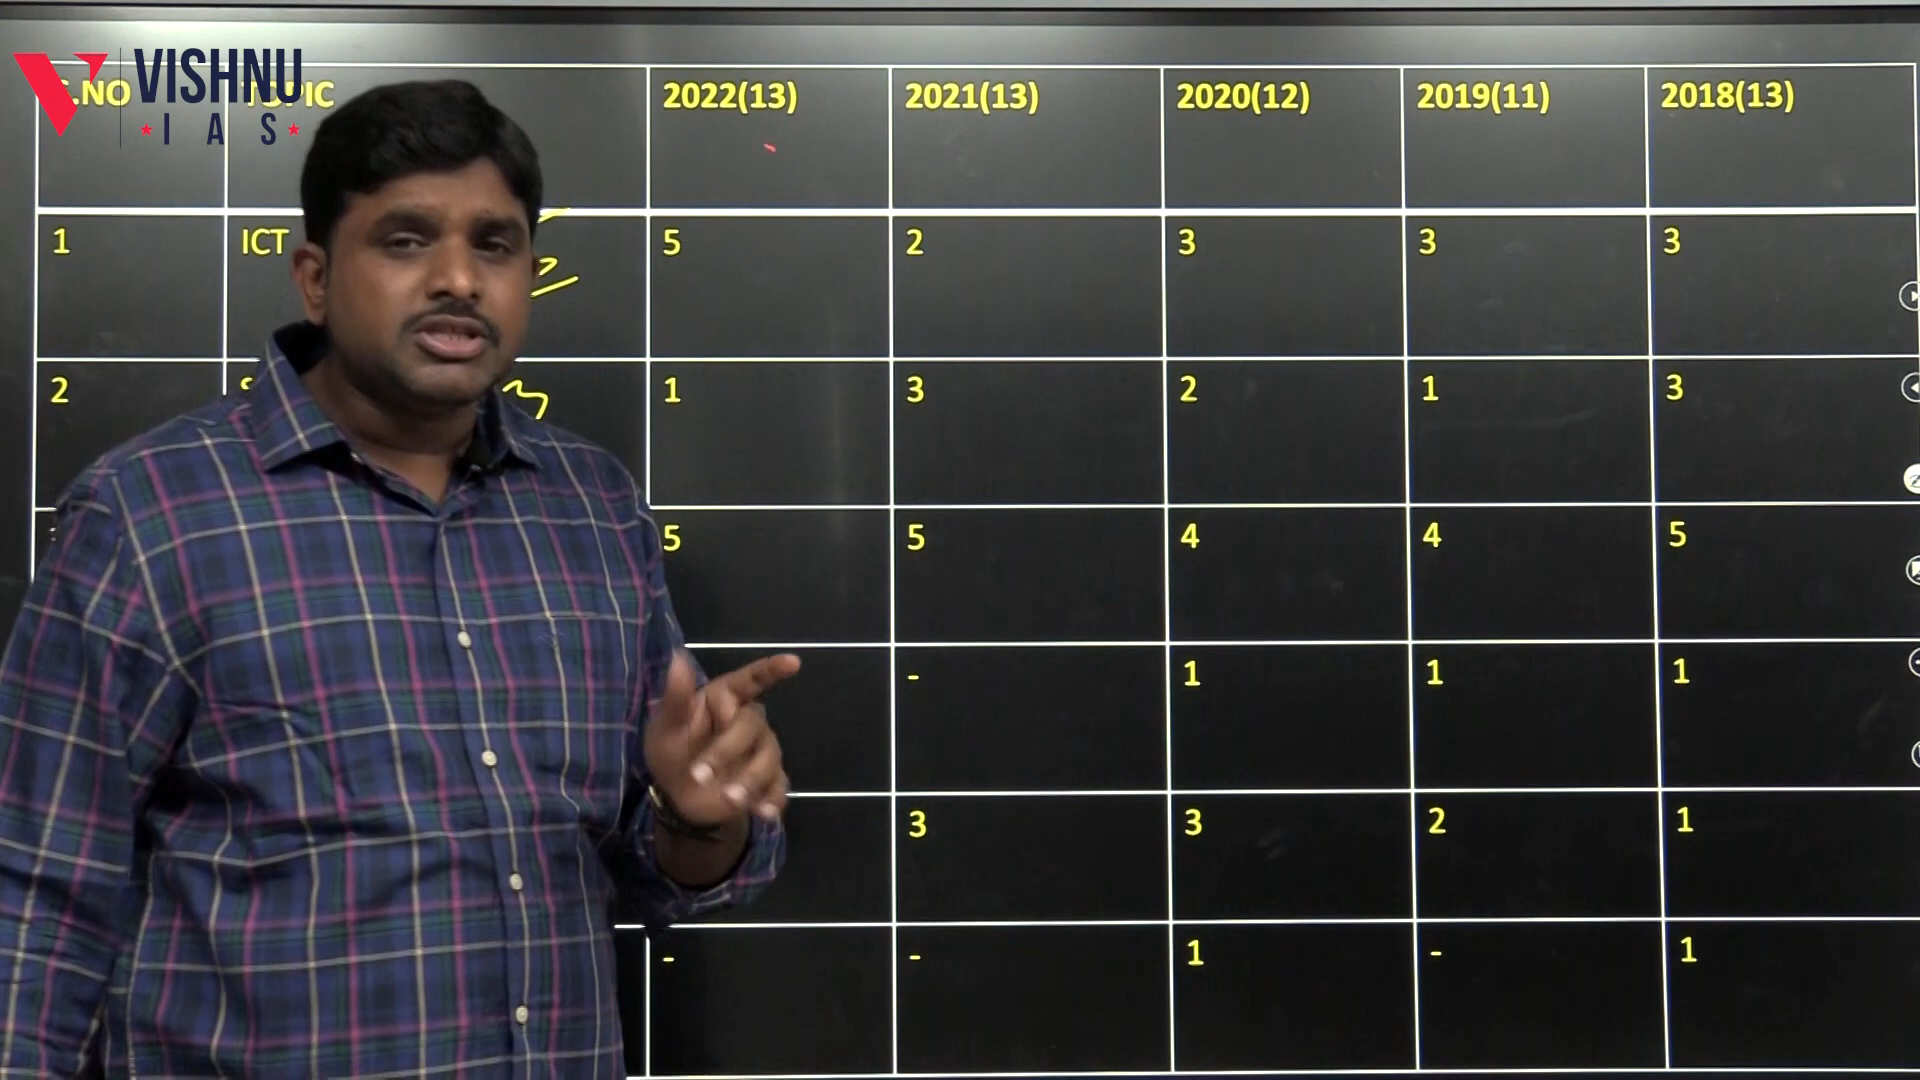 VISHNU
IAS
S.NO TOPIC 2022(13) 2021(13) 2020(12) 2019(11) 2018(13)
1 ICT 5 2 3 3 3
2 1 3 2 1 3
5 5 4 4 5
- 1 1 1
3 3 2 1
- - 1 - 1